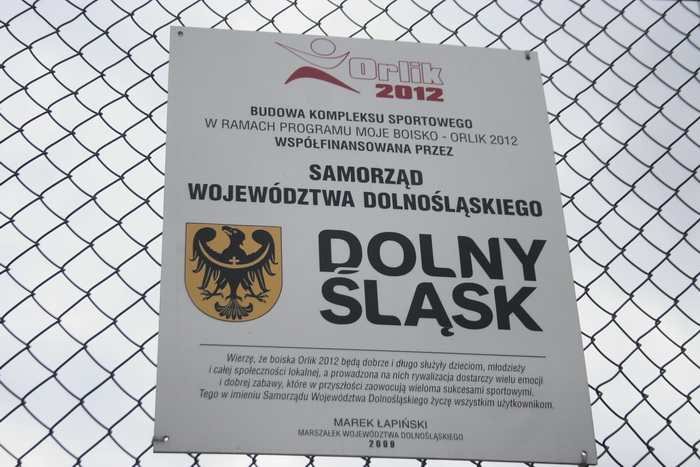 Orlik
2012
BUDOWA KOMPLEKSU SPORTOWEGO
W RAMACH PROGRAMU MOJE BOISKO - ORLIK 2012
WSPÓŁFINANSOWANA PRZEZ
SAMORZĄD
WOJEWÓDZTWA DOLNOŚLĄSKIEGO
DOLNY
ŚLĄSK
Wierzę, że boiska Orlik 2012 będą dobrze i długo służyły dzieciom, młodzieży
i całej społeczności lokalnej, a prowadzona na nich rywalizacja dostarczy wielu emocji
i dobrej zabawy, które w przyszłości zaowocują wieloma sukcesami sportowymi.
Tego w imieniu Samorządu Województwa Dolnośląskiego życzę wszystkim użytkownikom.
MAREK ŁAPIŃSKI
MARSZAŁEK WOJEWÓDZTWA DOLNOŚLĄSKIEGO
2009